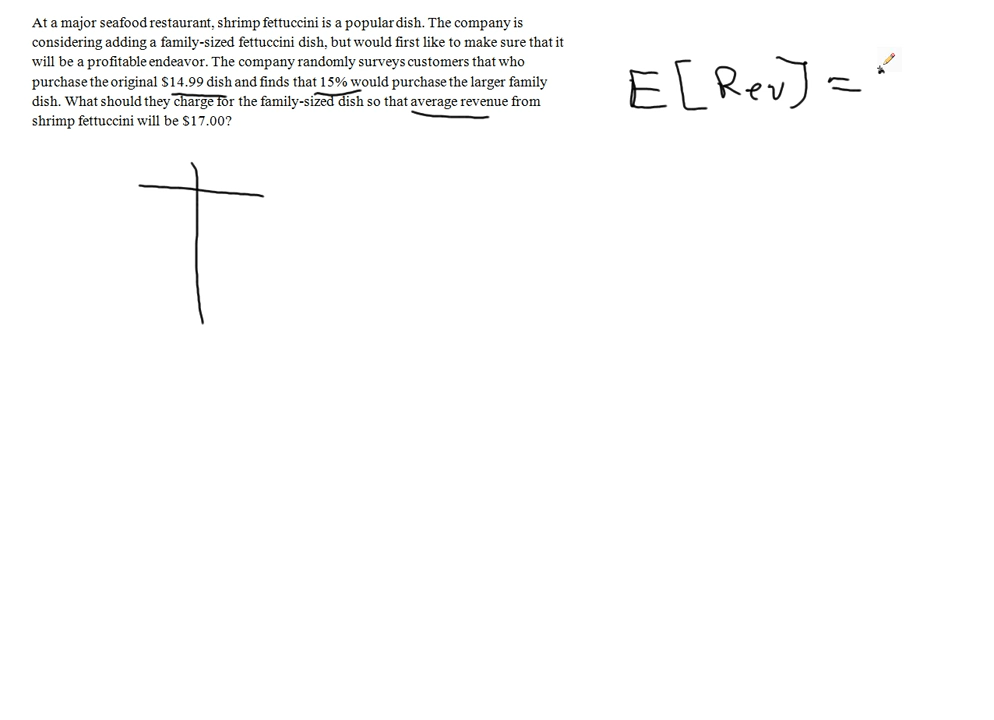 At a major seafood restaurant, shrimp fettuccini is a popular dish. The company is
considering adding a family-sized fettuccini dish, but would first like to make sure that it
will be a profitable endeavor. The company randomly surveys customers that who
purchase the original $14.99 dish and finds that 15% would purchase the larger family
dish. What should they charge for the family-sized dish so that average revenue from
shrimp fettuccini will be $17.00?
E[Rev] =